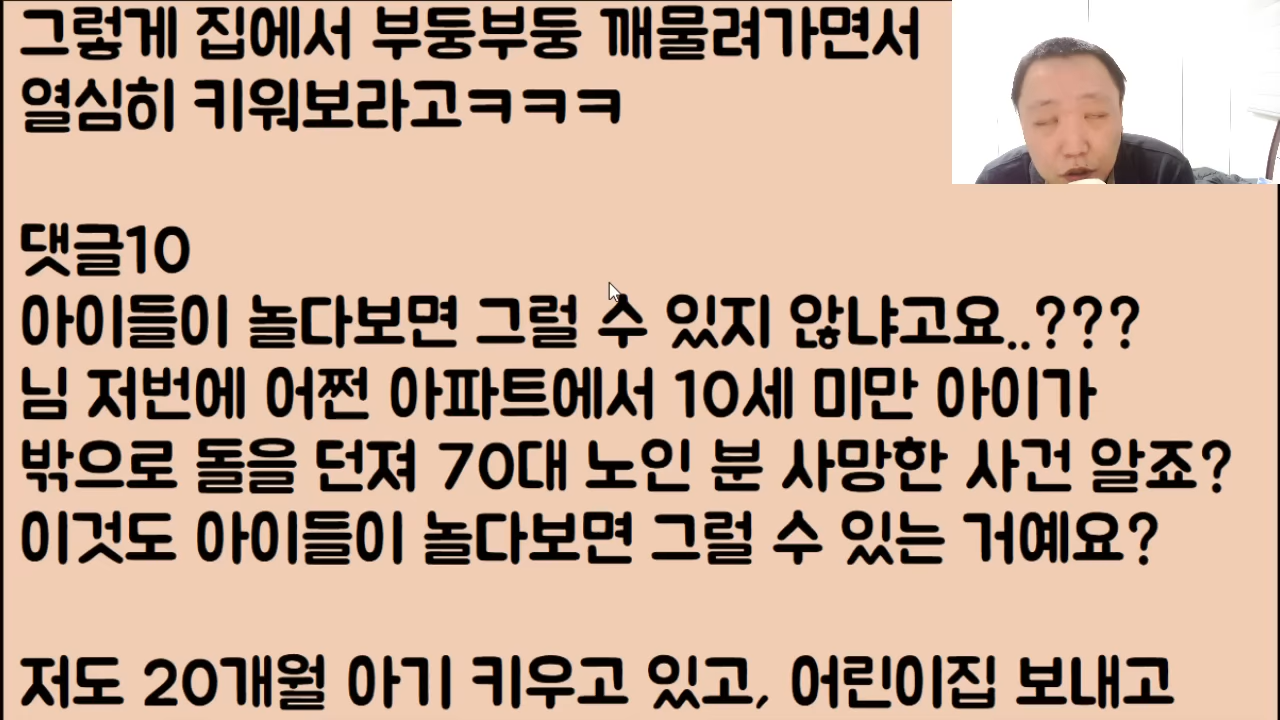 그렇게 집에서 부둥부둥 깨물려가면서
열심히 키워보라고ㅋㅋㅋ
댓글10
아이들이 놀다보면 그럴 수 있지 않냐고요..???
님 저번에 어쩐 아파트에서 10세 미만 아이가
밖으로 돌을 던져 70대 노인 분 사망한 사건 알죠?
이것도 아이들이 놀다보면 그럴 수 있는 거예요?
저도 20개월 아기 키우고 있고, 어린이집 보내고